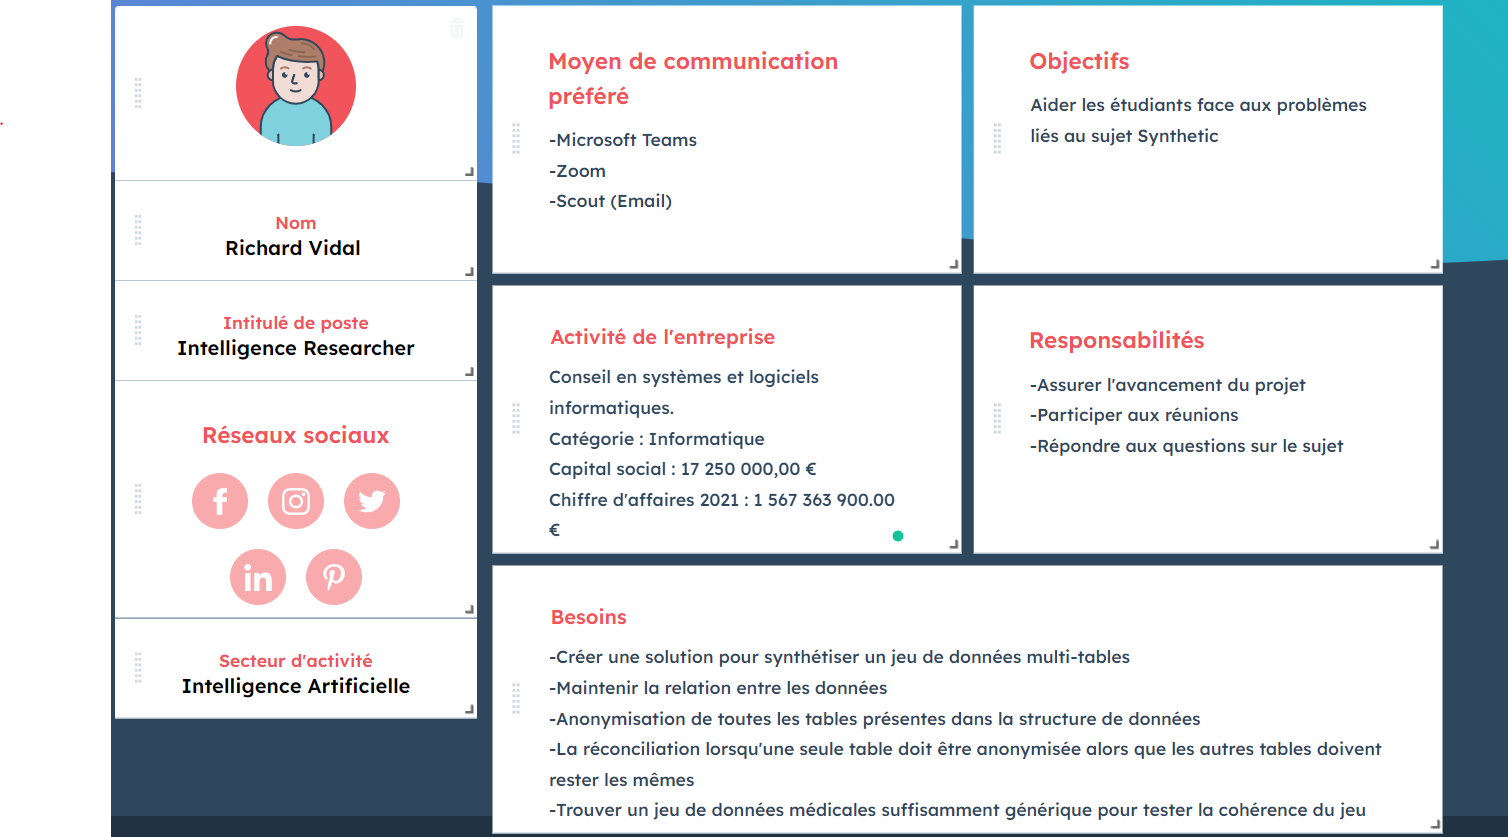 Nom
Richard Vidal
Intitulé de poste
Intelligence Researcher
Réseaux sociaux
Secteur d'activité
Intelligence Artificielle
Moyen de communication
préféré
-Microsoft Teams
-Zoom
-Scout (Email)
Objectifs
Aider les étudiants face aux problèmes
liés au sujet Synthetic
Activité de l'entreprise
Conseil en systèmes et logiciels
informatiques.
Catégorie : Informatique
Capital social : 17 250 000,00 €
Chiffre d'affaires 2021 : 1 567 363 900.00
€
Responsabilités
-Assurer l'avancement du projet
-Participer aux réunions
-Répondre aux questions sur le sujet
Besoins
-Créer une solution pour synthétiser un jeu de données multi-tables
-Maintenir la relation entre les données
-Anonymisation de toutes les tables présentes dans la structure de données
-La réconciliation lorsqu'une seule table doit être anonymisée alors que les autres tables doivent
rester les mêmes
-Trouver un jeu de données médicales suffisamment générique pour tester la cohérence du jeu